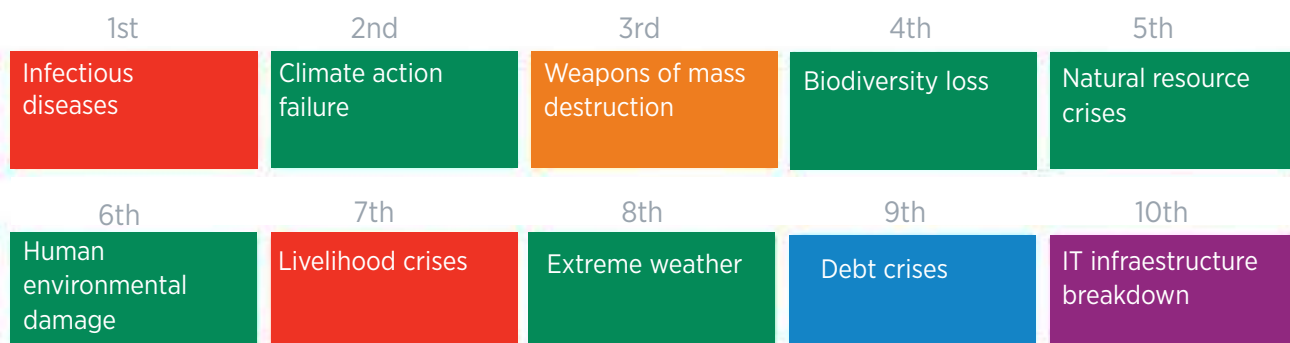 1st
2nd
3rd
4th
5th
Infectious
diseases
Climate action
failure
Weapons of mass
destruction
Biodiversity loss
Natural resource
crises
6th
7th
8th
9th
10th
Human
environmental
damage
Livelihood crises
Extreme weather
Debt crises
IT infraestructure
breakdown